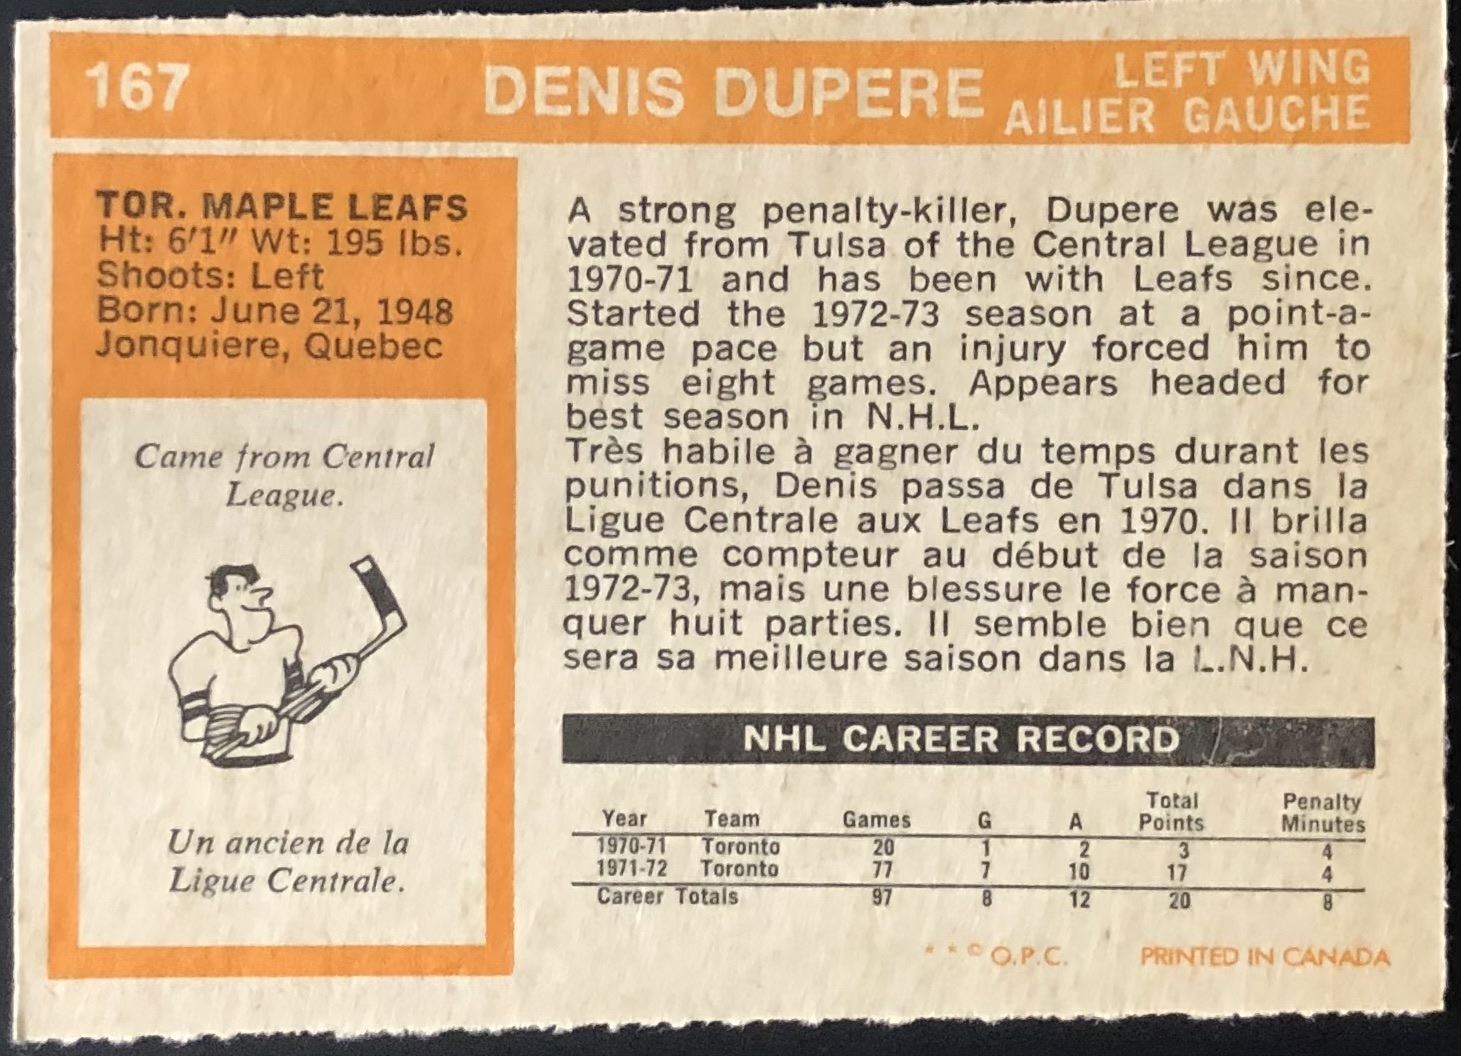 167
DENIS DUPERE
LEFT WING
AILIER GAUCHE
TOR. MAPLE LEAFS
Ht: 6'1" Wt: 195 lbs.
Shoots: Left
Born: June 21, 1948
Jonquiere, Quebec
Came from Central
League.
Un ancien de la
Ligue Centrale.
A strong penalty-killer, Dupere was ele-
vated from Tulsa of the Central League in
1970-71 and has been with Leafs since.
Started the 1972-73 season at a point-a-
game pace but an injury forced him to
miss eight games. Appears headed for
best season in N.H.L.
Très habile à gagner du temps durant les
punitions, Denis passa de Tulsa dans la
Ligue Centrale aux Leafs en 1970. Il brilla
comme compteur au début de la saison
1972-73, mais une blessure le force à man-
quer huit parties. Il semble bien que ce
sera sa meilleure saison dans la L.N.H.
NHL CAREER RECORD
Year Team Games G A Total Points Penalty Minutes
1970-71 Toronto 20 1 2 3 4
1971-72 Toronto 77 7 10 17 4
Career Totals 97 8 12 20 8
* * © O.P.C. PRINTED IN CANADA